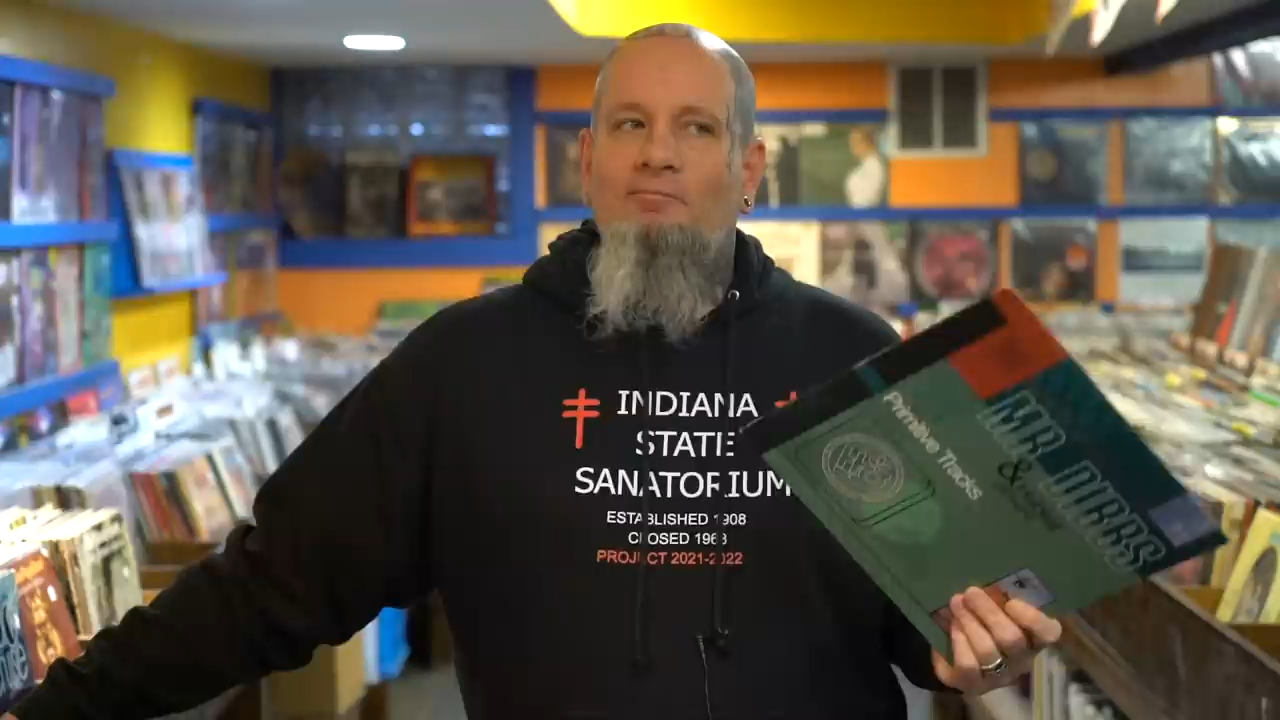 INDIANA
STATE
SANATORIUM
ESTABLISHED 1908
CLOSED 1968
PROJECT 2021-2022
Primitive Tracks
MR. DIBBS
&